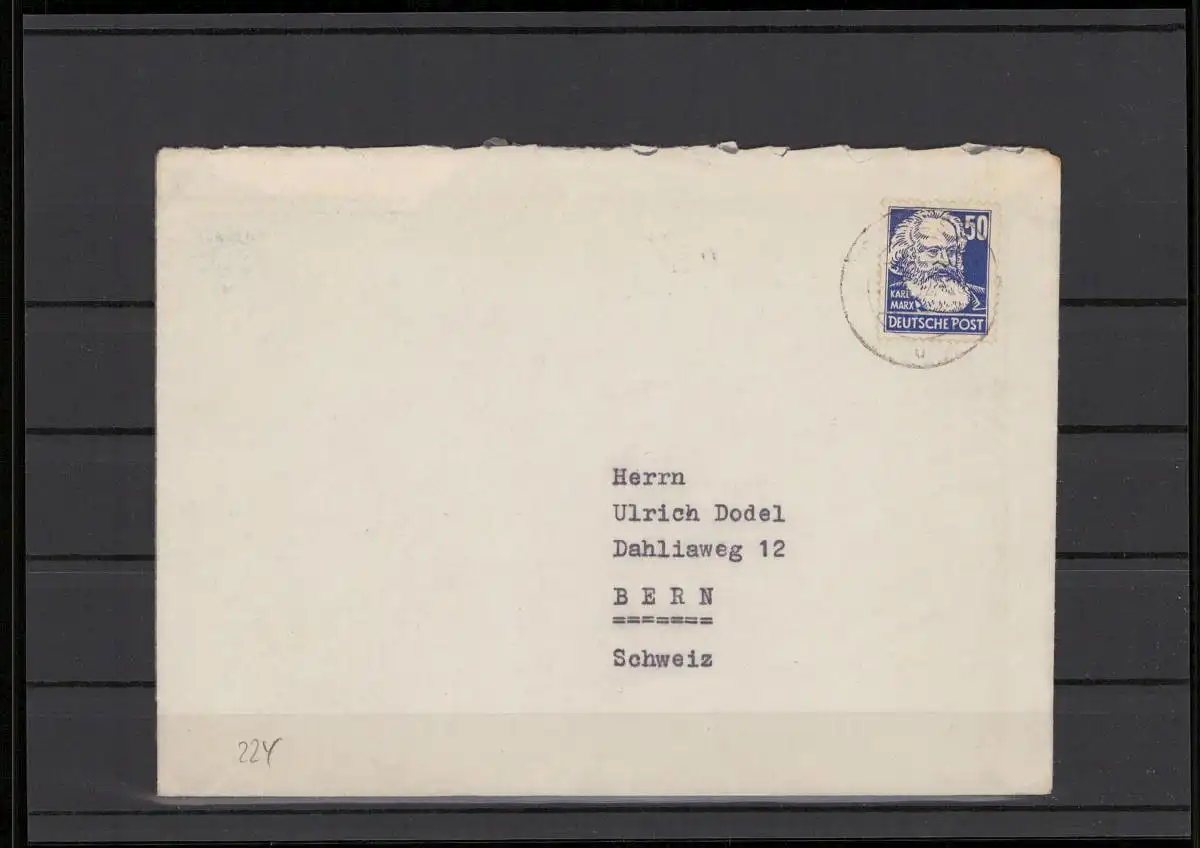 50
KARL
MARX
DEUTSCHE POST
u
Herrn
Ulrich Dodel
Dahliaweg 12
B E R N
=======
Schweiz
224